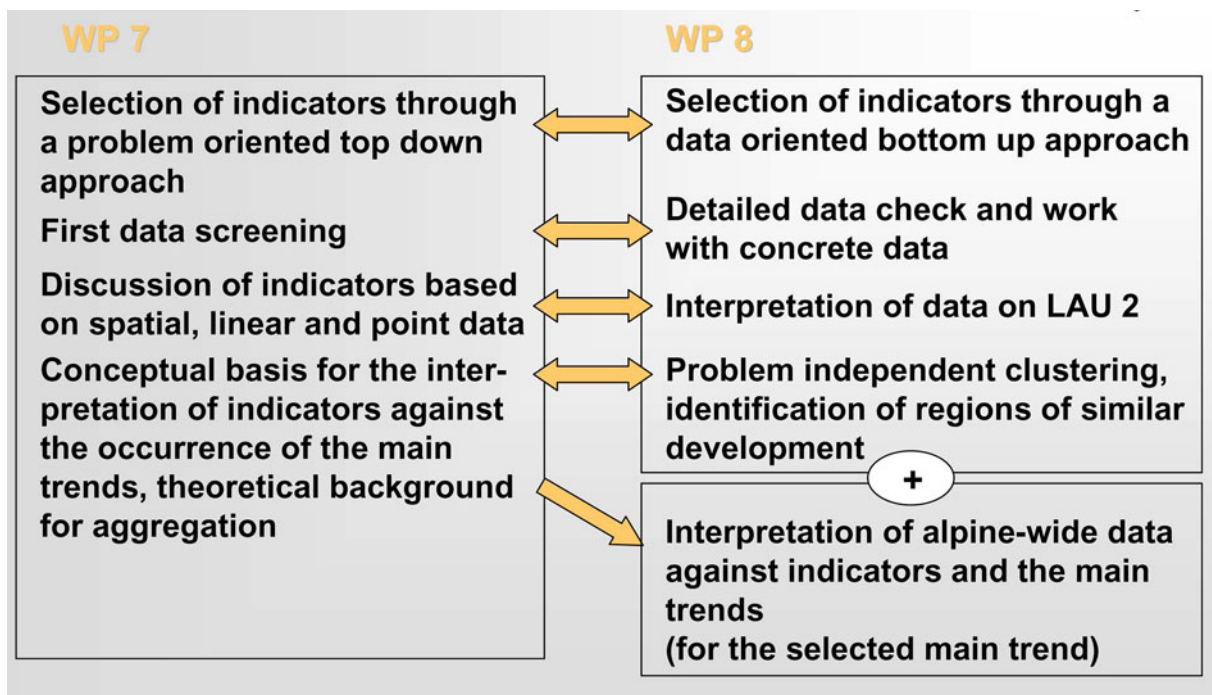 WP 7
Selection of indicators through
a problem oriented top down
approach
First data screening
Discussion of indicators based
on spatial, linear and point data
Conceptual basis for the inter-
pretation of indicators against
the occurrence of the main
trends, theoretical background
for aggregation
WP 8
Selection of indicators through a
data oriented bottom up approach
Detailed data check and work
with concrete data
Interpretation of data on LAU 2
Problem independent clustering,
identification of regions of similar
development
+
Interpretation of alpine-wide data
against indicators and the main
trends
(for the selected main trend)